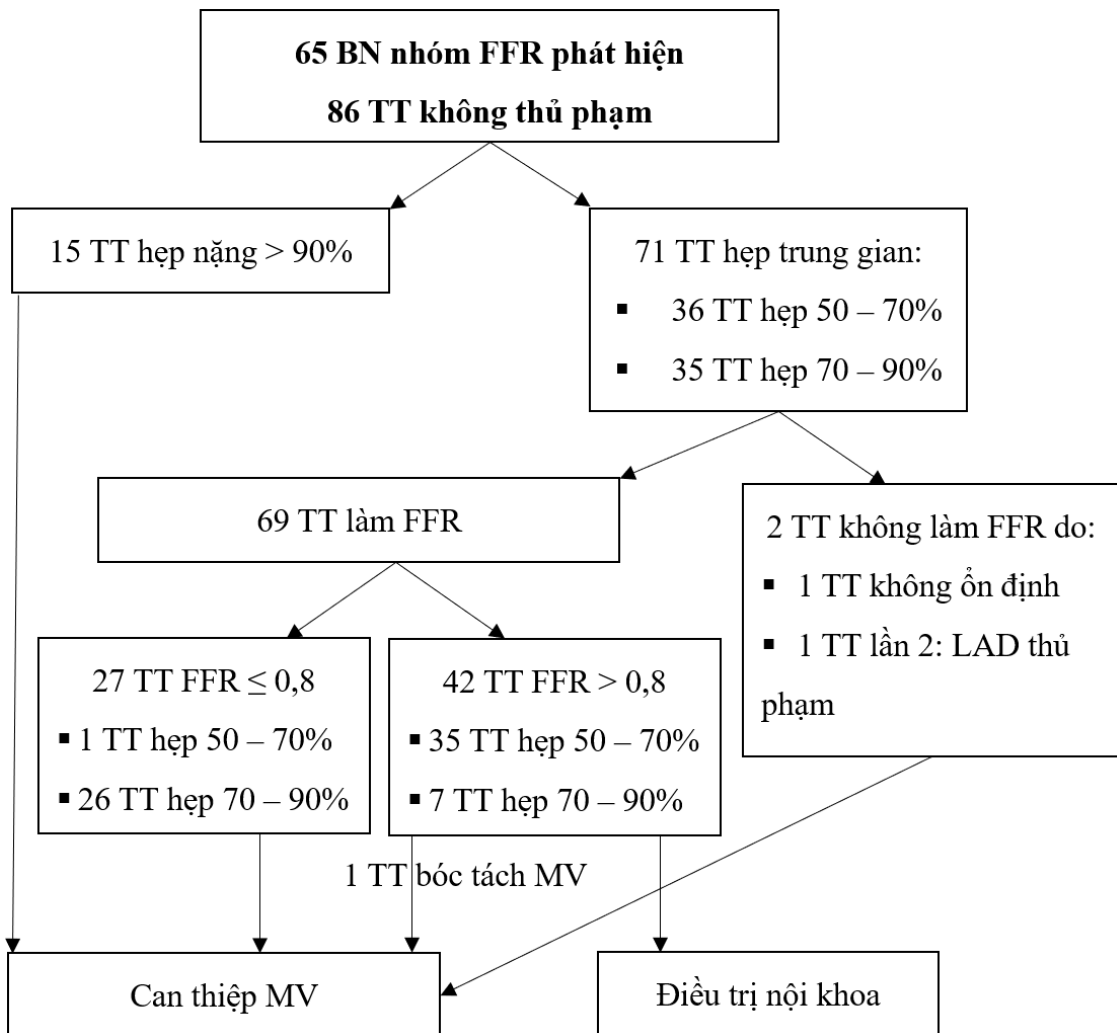 65 BN nhóm FFR phát hiện
86 TT không thủ phạm
15 TT hẹp nặng > 90%
71 TT hẹp trung gian:
▪ 36 TT hẹp 50 – 70%
▪ 35 TT hẹp 70 – 90%
69 TT làm FFR
2 TT không làm FFR do:
▪ 1 TT không ổn định
▪ 1 TT lần 2: LAD thủ
phạm
27 TT FFR ≤ 0,8
▪ 1 TT hẹp 50 – 70%
▪ 26 TT hẹp 70 – 90%
42 TT FFR > 0,8
▪ 35 TT hẹp 50 – 70%
▪ 7 TT hẹp 70 – 90%
1 TT bóc tách MV
Can thiệp MV
Điều trị nội khoa